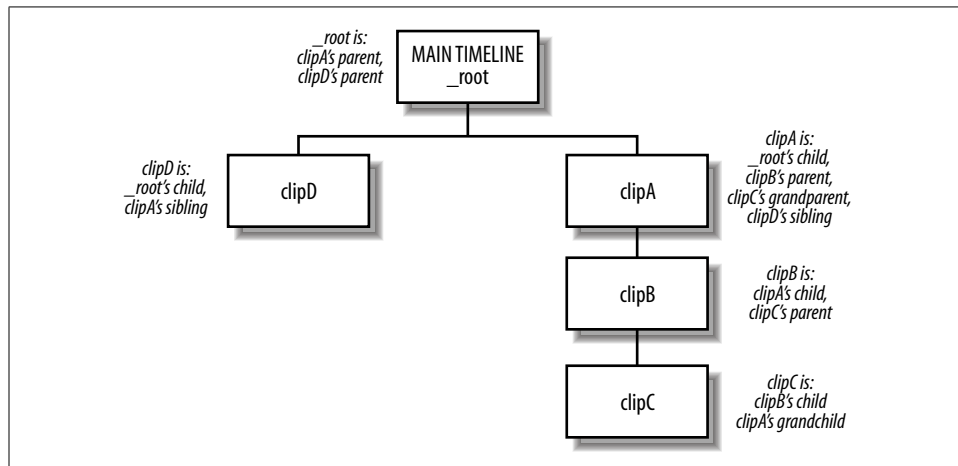 _root is:
clipA's parent,
clipD's parent
MAIN TIMELINE
_root
clipD is:
_root's child,
clipA's sibling
clipD
clipA
clipA is:
_root's child,
clipB's parent,
clipC's grandparent,
clipD's sibling
clipB
clipB is:
clipA's child,
clipC's parent
clipC
clipC is:
clipB's child
clipA's grandchild